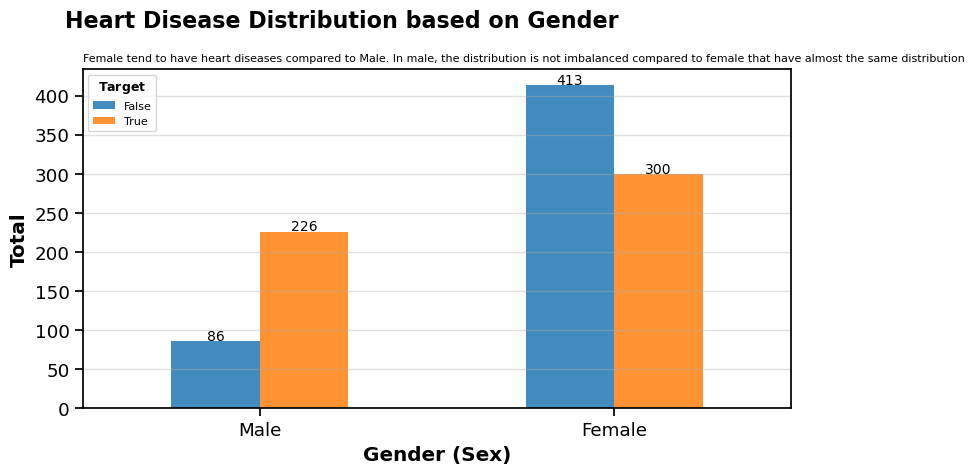 Heart Disease Distribution based on Gender
Female tend to have heart diseases compared to Male. In male, the distribution is not imbalanced compared to female that have almost the same distribution
Target
False
True
413
400
350
300
300
250
226
200
150
100
86
50
0
Total
Male
Female
Gender (Sex)